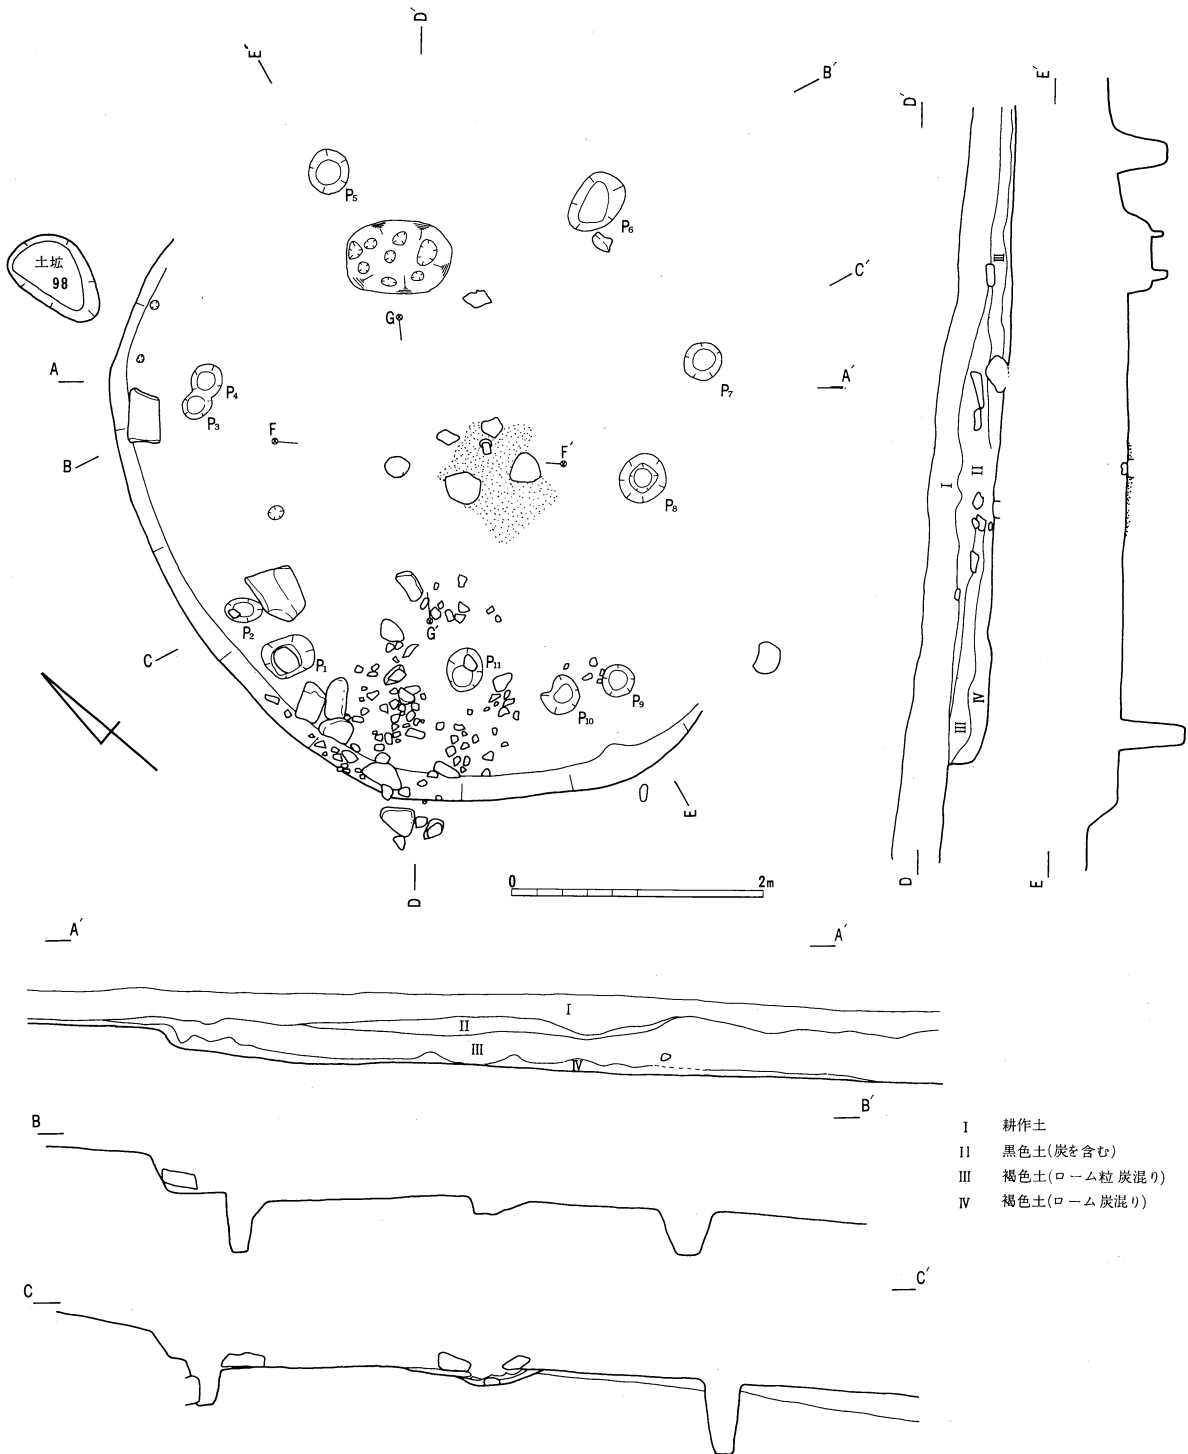 D′
E′
B′
P₅
P₆
土坑
98
C′
G
A
A′
P₄
P₃
P₇
F
F′
B
P₈
P₂
G′
C
P₁
P₁₁
P₁₀
P₉
E
D
0 2m
D′
E′
Ⅲ
Ⅰ
Ⅱ
Ⅲ
Ⅳ
D
E
A′
A′
Ⅰ
Ⅱ
Ⅲ
Ⅳ
B
B′
C
C′
Ⅰ 耕作土
Ⅱ 黒色土(炭を含む)
Ⅲ 褐色土(ローム粒 炭混り)
Ⅳ 褐色土(ローム 炭混り)